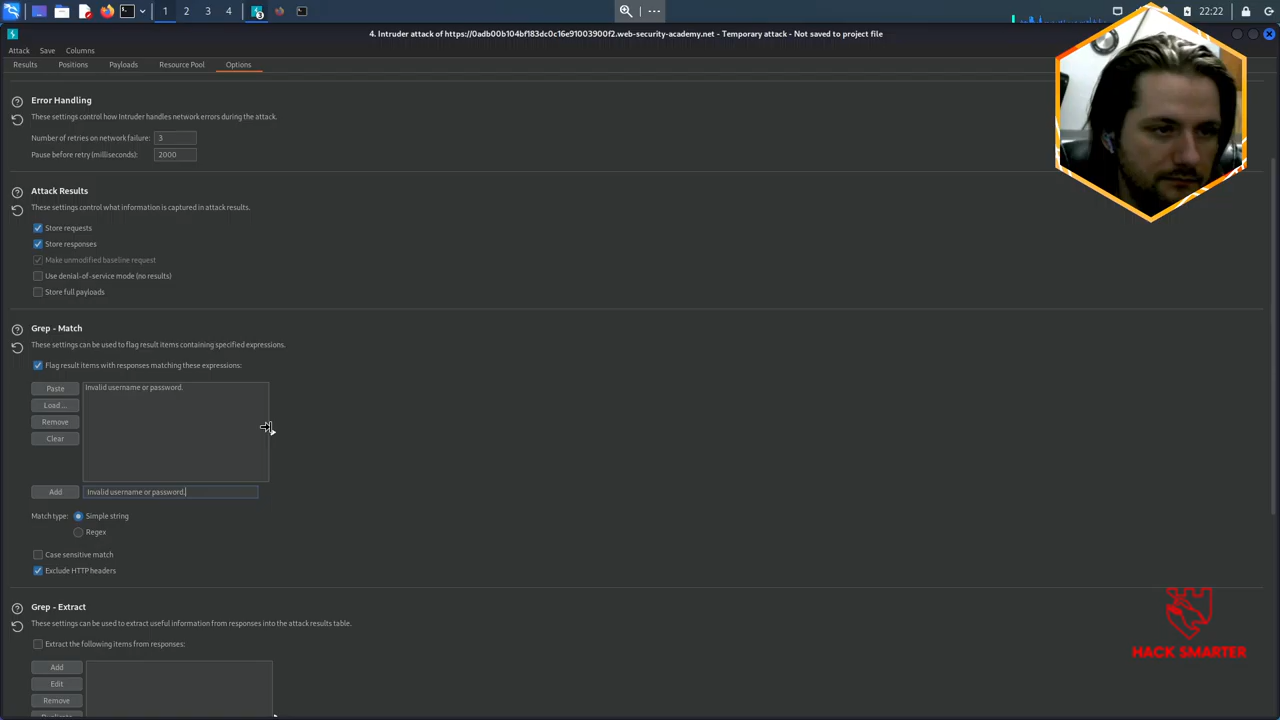 1 2 3 4 3 22:22
4. Intruder attack of https://0adb00b104bf183dc0c16e91003900f2.web-security-academy.net - Temporary attack - Not saved to project file
Attack Save Columns
Results Positions Payloads Resource Pool Options
Error Handling
These settings control how Intruder handles network errors during the attack.
Number of retries on network failure: 3
Pause before retry (milliseconds): 2000
Attack Results
These settings control what information is captured in attack results.
Store requests
Store responses
Make unmodified baseline request
Use denial-of-service mode (no results)
Store full payloads
Grep - Match
These settings can be used to flag result items containing specified expressions.
Flag result items with responses matching these expressions:
Paste Invalid username or password.
Load ...
Remove
Clear
Add Invalid username or password.
Match type: Simple string
Regex
Case sensitive match
Exclude HTTP headers
Grep - Extract
These settings can be used to extract useful information from responses into the attack results table.
Extract the following items from responses:
Add
Edit
Remove
HACK SMARTER